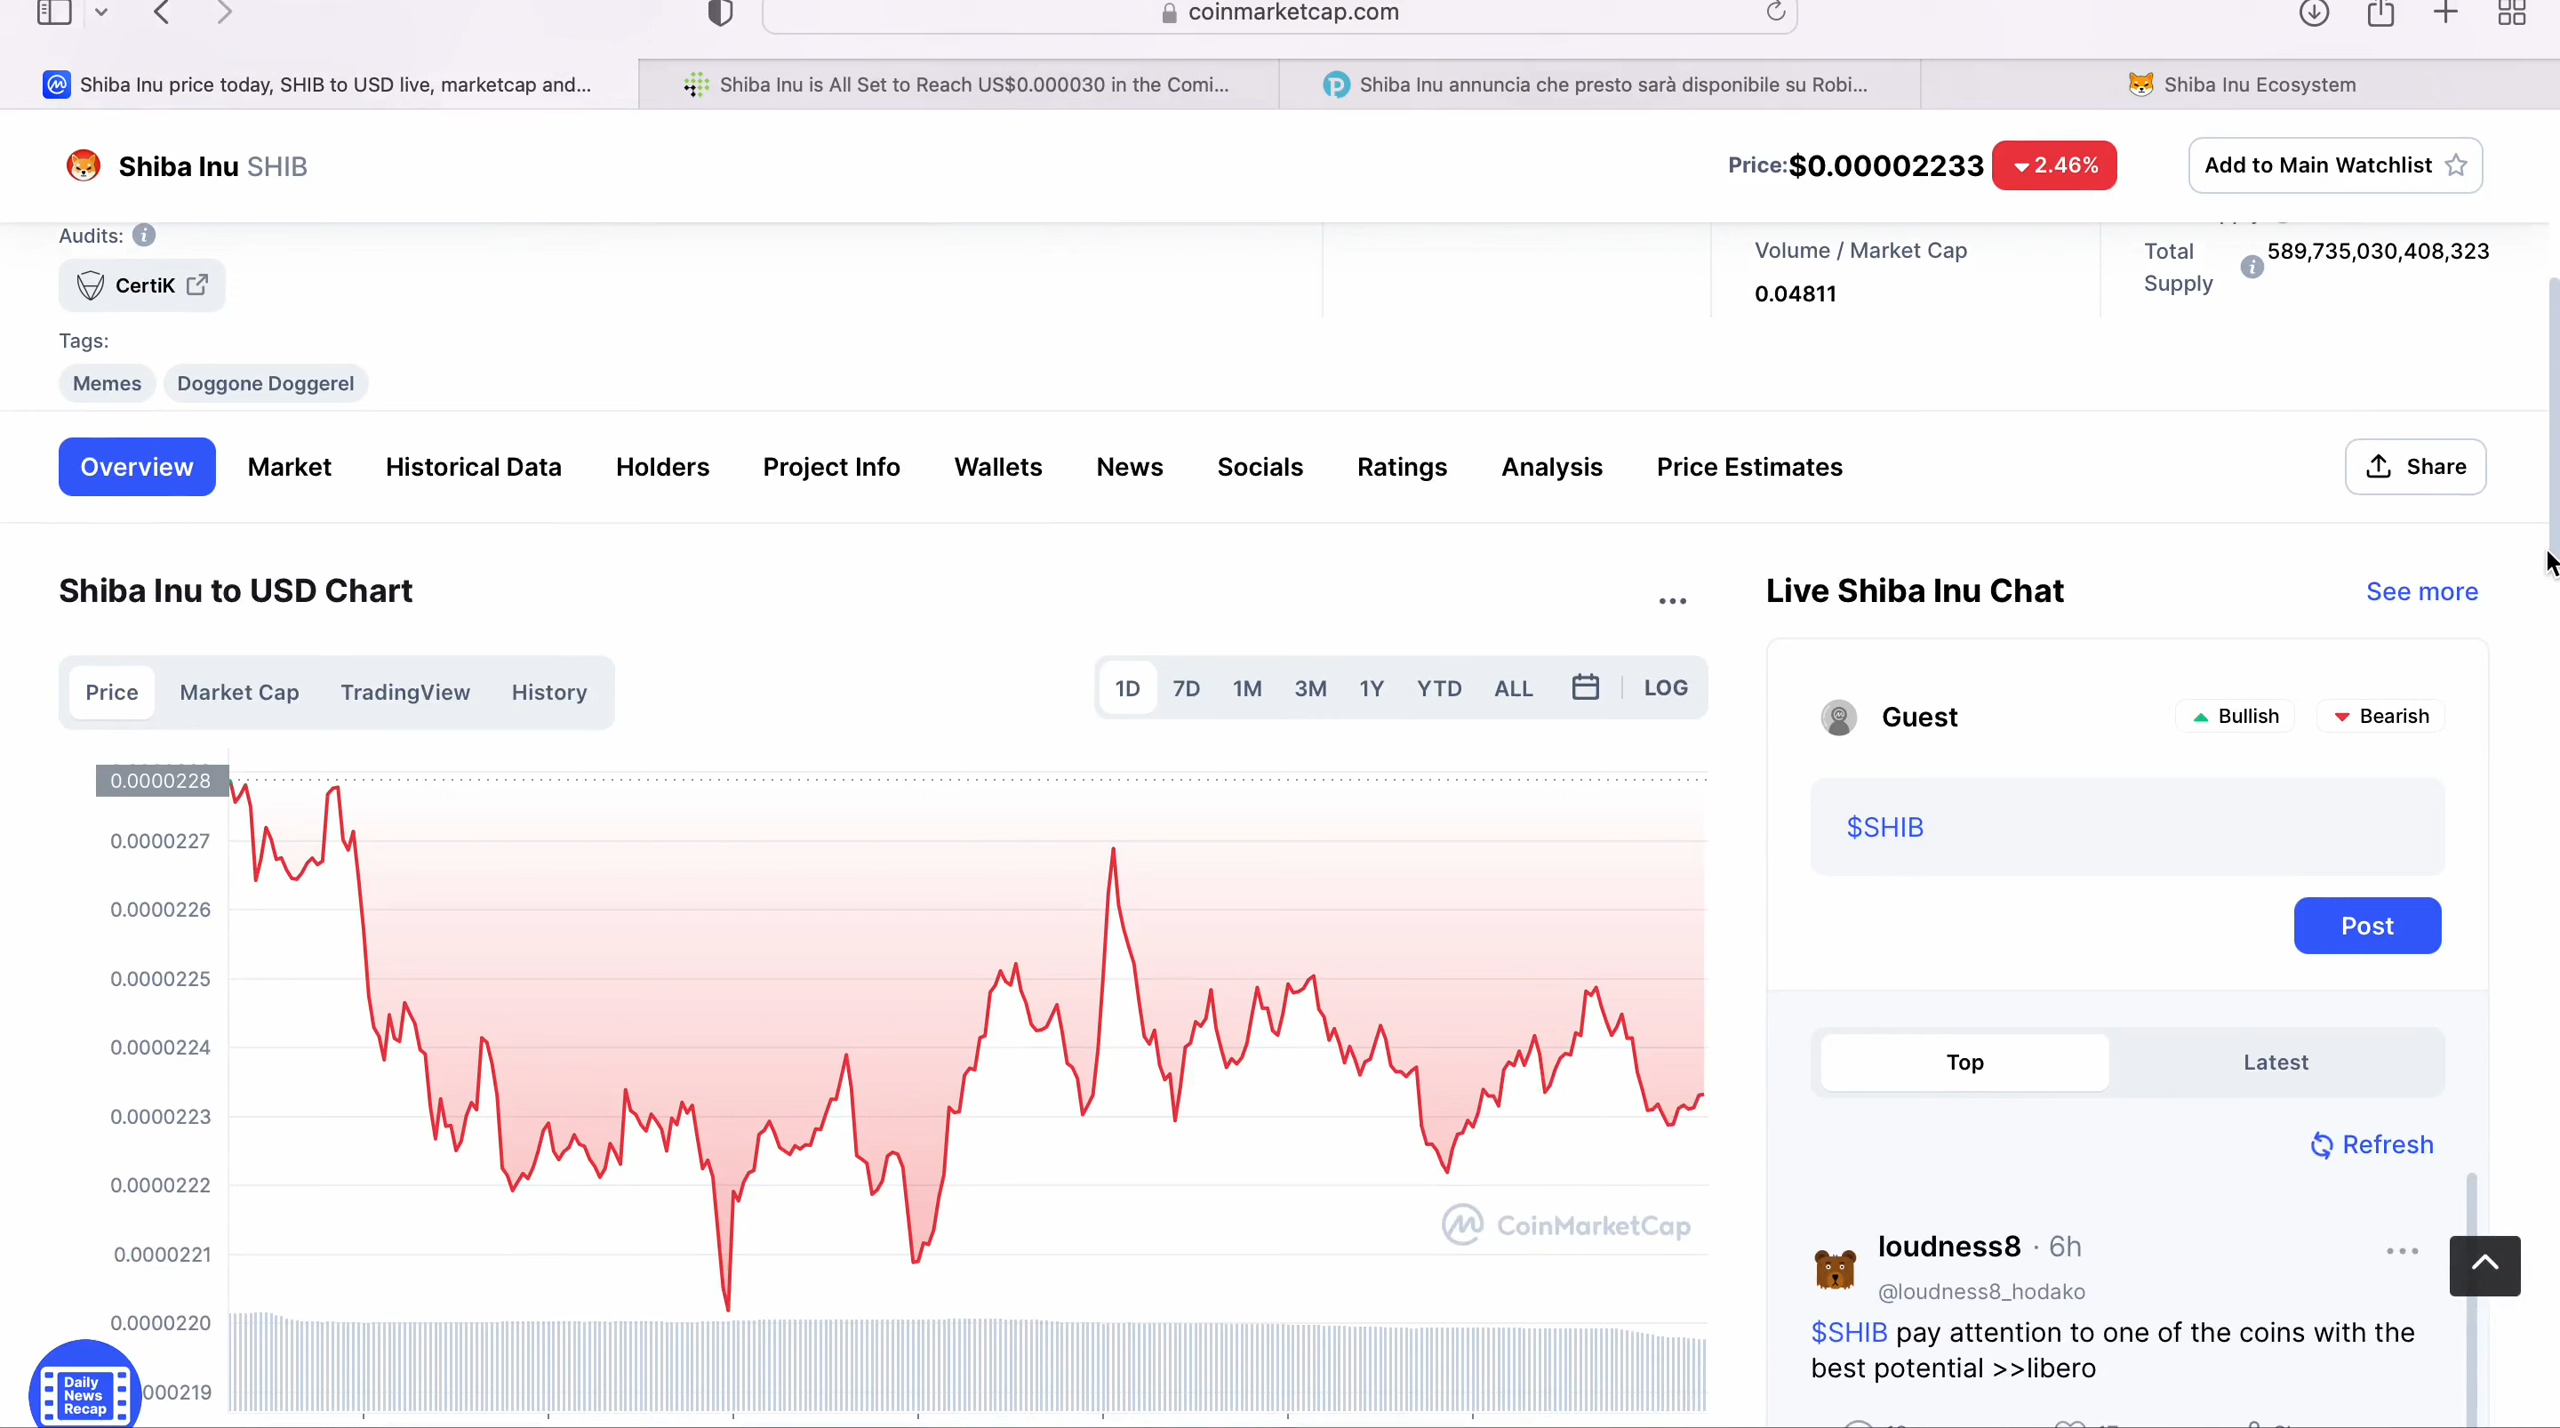 coinmarketcap.com
Shiba Inu price today, SHIB to USD live, marketcap and...
Shiba Inu is All Set to Reach US$0.000030 in the Comi...
Shiba Inu annuncia che presto sarà disponibile su Robi...
Shiba Inu Ecosystem
Shiba Inu SHIB
Price:$0.00002233
2.46%
Add to Main Watchlist
Audits:
CertiK
Tags:
Memes
Doggone Doggerel
Volume / Market Cap
0.04811
Total
Supply
589,735,030,408,323
Overview
Market
Historical Data
Holders
Project Info
Wallets
News
Socials
Ratings
Analysis
Price Estimates
Share
Shiba Inu to USD Chart
Price
Market Cap
TradingView
History
1D
7D
1M
3M
1Y
YTD
ALL
LOG
0.0000228
0.0000227
0.0000226
0.0000225
0.0000224
0.0000223
0.0000222
0.0000221
0.0000220
000219
CoinMarketCap
Daily
News
Recap
Live Shiba Inu Chat
See more
Guest
Bullish
Bearish
$SHIB
Post
Top
Latest
Refresh
loudness8 · 6h
@loudness8_hodako
$SHIB pay attention to one of the coins with the
best potential >>libero